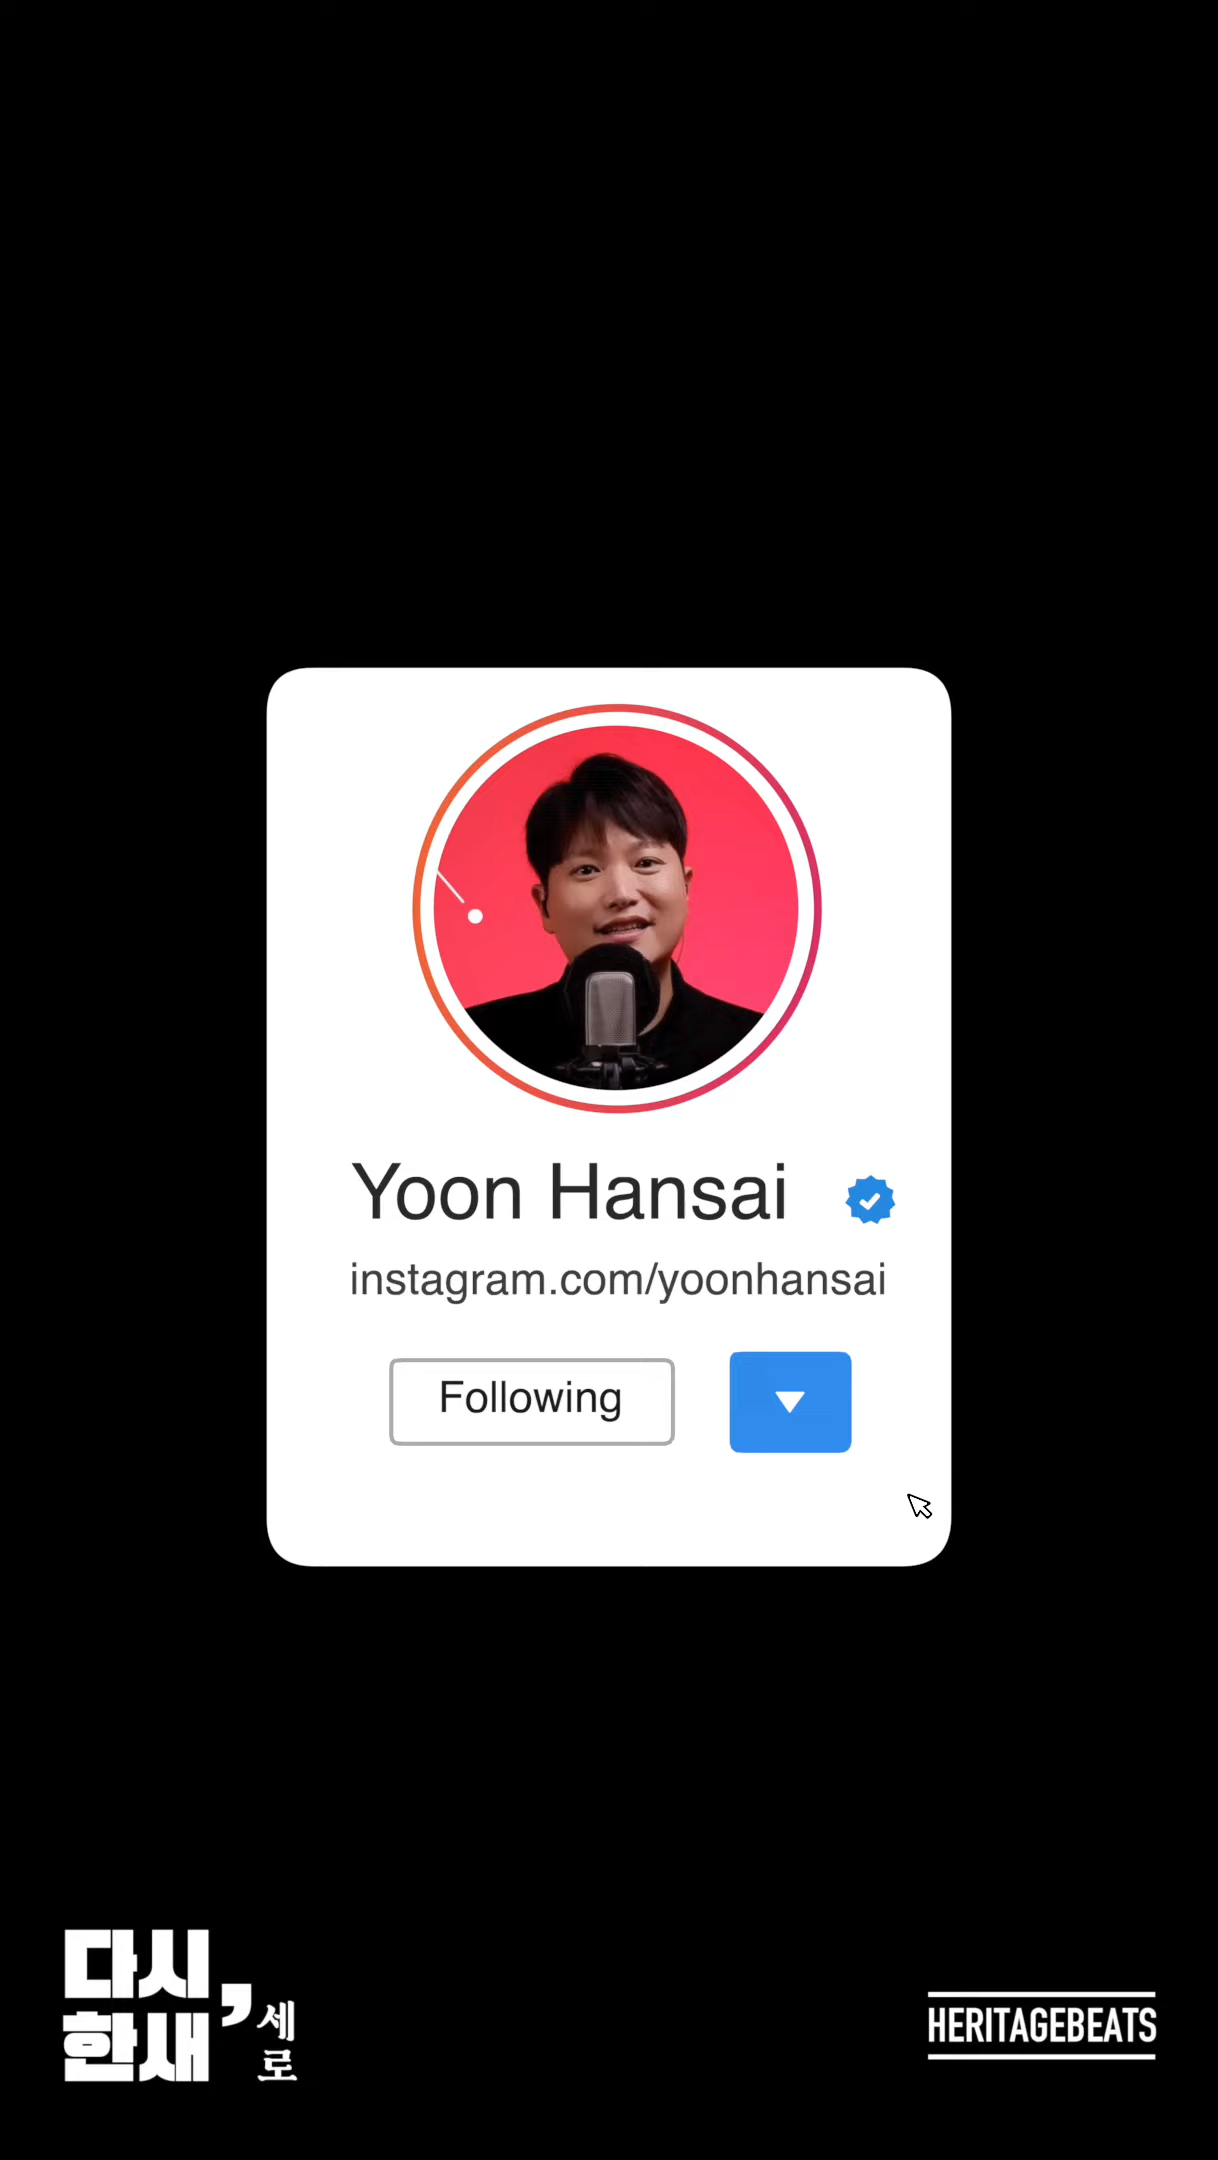 Yoon Hansai
instagram.com/yoonhansai
Following
다시
한새,
세
로
HERITAGEBEATS